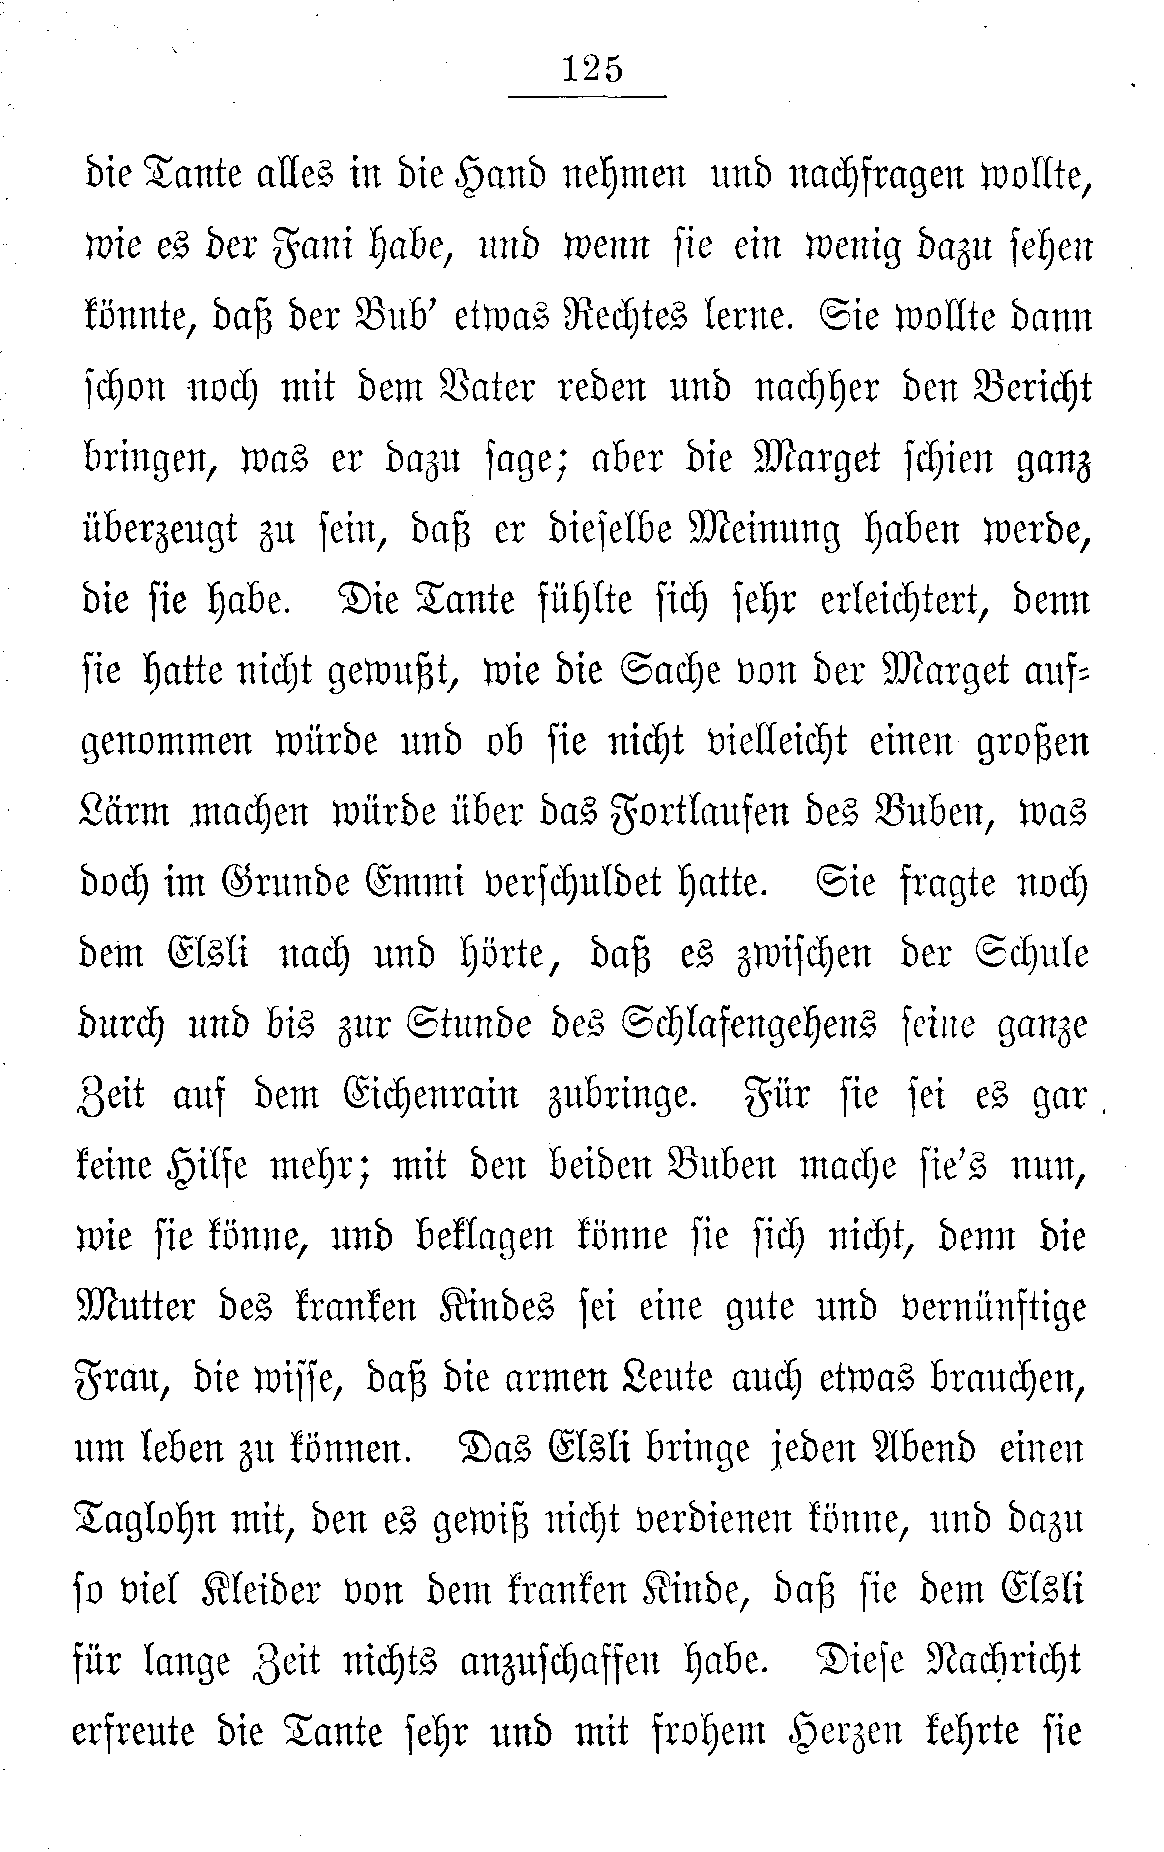 125
die Tante alles in die Hand nehmen und nachfragen wollte,
wie es der Fani habe, und wenn sie ein wenig dazu sehen
könnte, daß der Bub' etwas Rechtes lerne. Sie wollte dann
schon noch mit dem Vater reden und nachher den Bericht
bringen, was er dazu sage; aber die Marget schien ganz
überzeugt zu sein, daß er dieselbe Meinung haben werde,
die sie habe. Die Tante fühlte sich sehr erleichtert, denn
sie hatte nicht gewußt, wie die Sache von der Marget auf-
genommen würde und ob sie nicht vielleicht einen großen
Lärm machen würde über das Fortlaufen des Buben, was
doch im Grunde Emmi verschuldet hatte. Sie fragte noch
dem Elsli nach und hörte, daß es zwischen der Schule
durch und bis zur Stunde des Schlafengehens seine ganze
Zeit auf dem Eichenrain zubringe. Für sie sei es gar
keine Hilfe mehr; mit den beiden Buben mache sie's nun,
wie sie könne, und beklagen könne sie sich nicht, denn die
Mutter des kranken Kindes sei eine gute und vernünftige
Frau, die wisse, daß die armen Leute auch etwas brauchen,
um leben zu können. Das Elsli bringe jeden Abend einen
Taglohn mit, den es gewiß nicht verdienen könne, und dazu
so viel Kleider von dem kranken Kinde, daß sie dem Elsli
für lange Zeit nichts anzuschaffen habe. Diese Nachricht
erfreute die Tante sehr und mit frohem Herzen kehrte sie